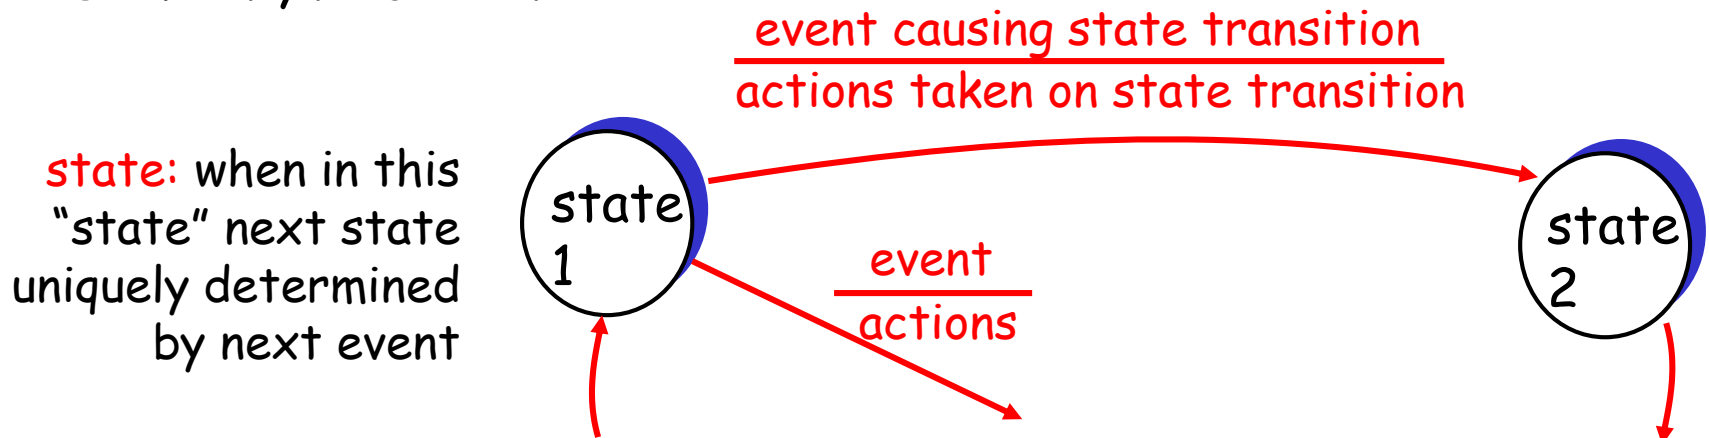 event causing state transition
actions taken on state transition
state: when in this
“state” next state
uniquely determined
by next event
state
1
event
actions
state
2